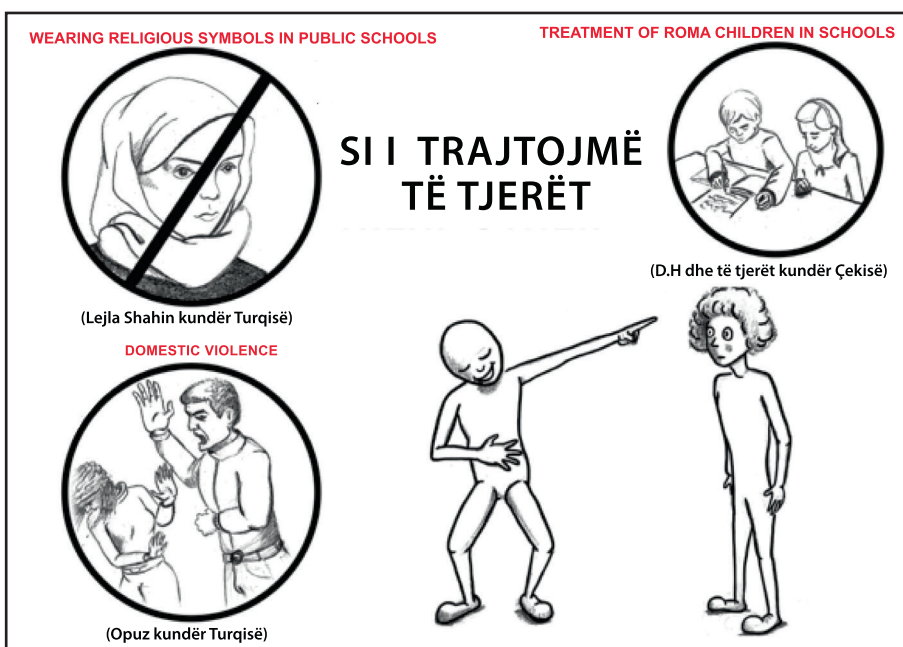 WEARING RELIGIOUS SYMBOLS IN PUBLIC SCHOOLS
TREATMENT OF ROMA CHILDREN IN SCHOOLS
SI I TRAJTOJMË
TË TJERËT
(D.H dhe të tjerët kundër Çekisë)
(Lejla Shahin kundër Turqisë)
DOMESTIC VIOLENCE
(Opuz kundër Turqisë)